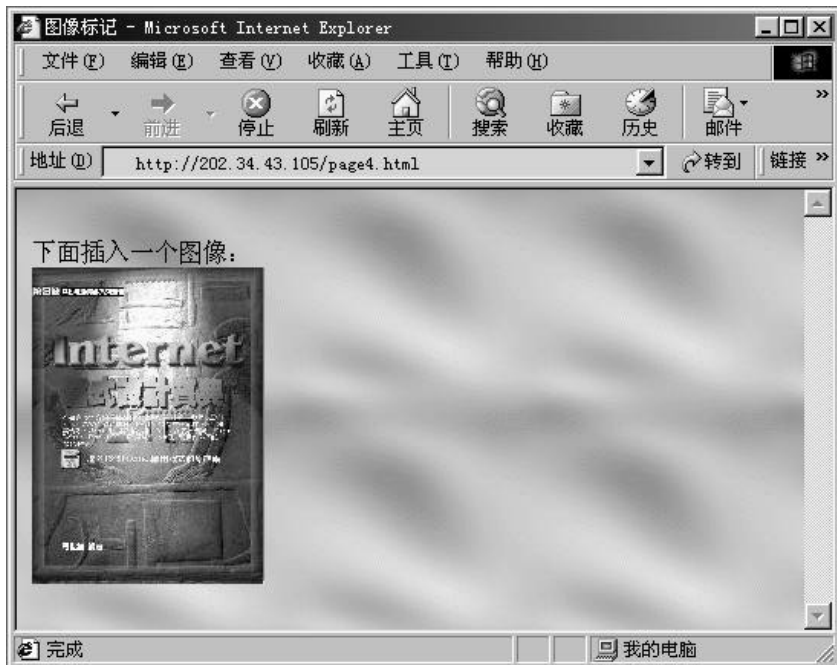 图像标记 - Microsoft Internet Explorer
文件(F) 编辑(E) 查看(V) 收藏(A) 工具(T) 帮助(H)
后退 前进 停止 刷新 主页 搜索 收藏 历史 邮件 »
地址(D) http://202.34.43.105/page4.html 转到 链接 »
下面插入一个图像：
Internet
完成 我的电脑